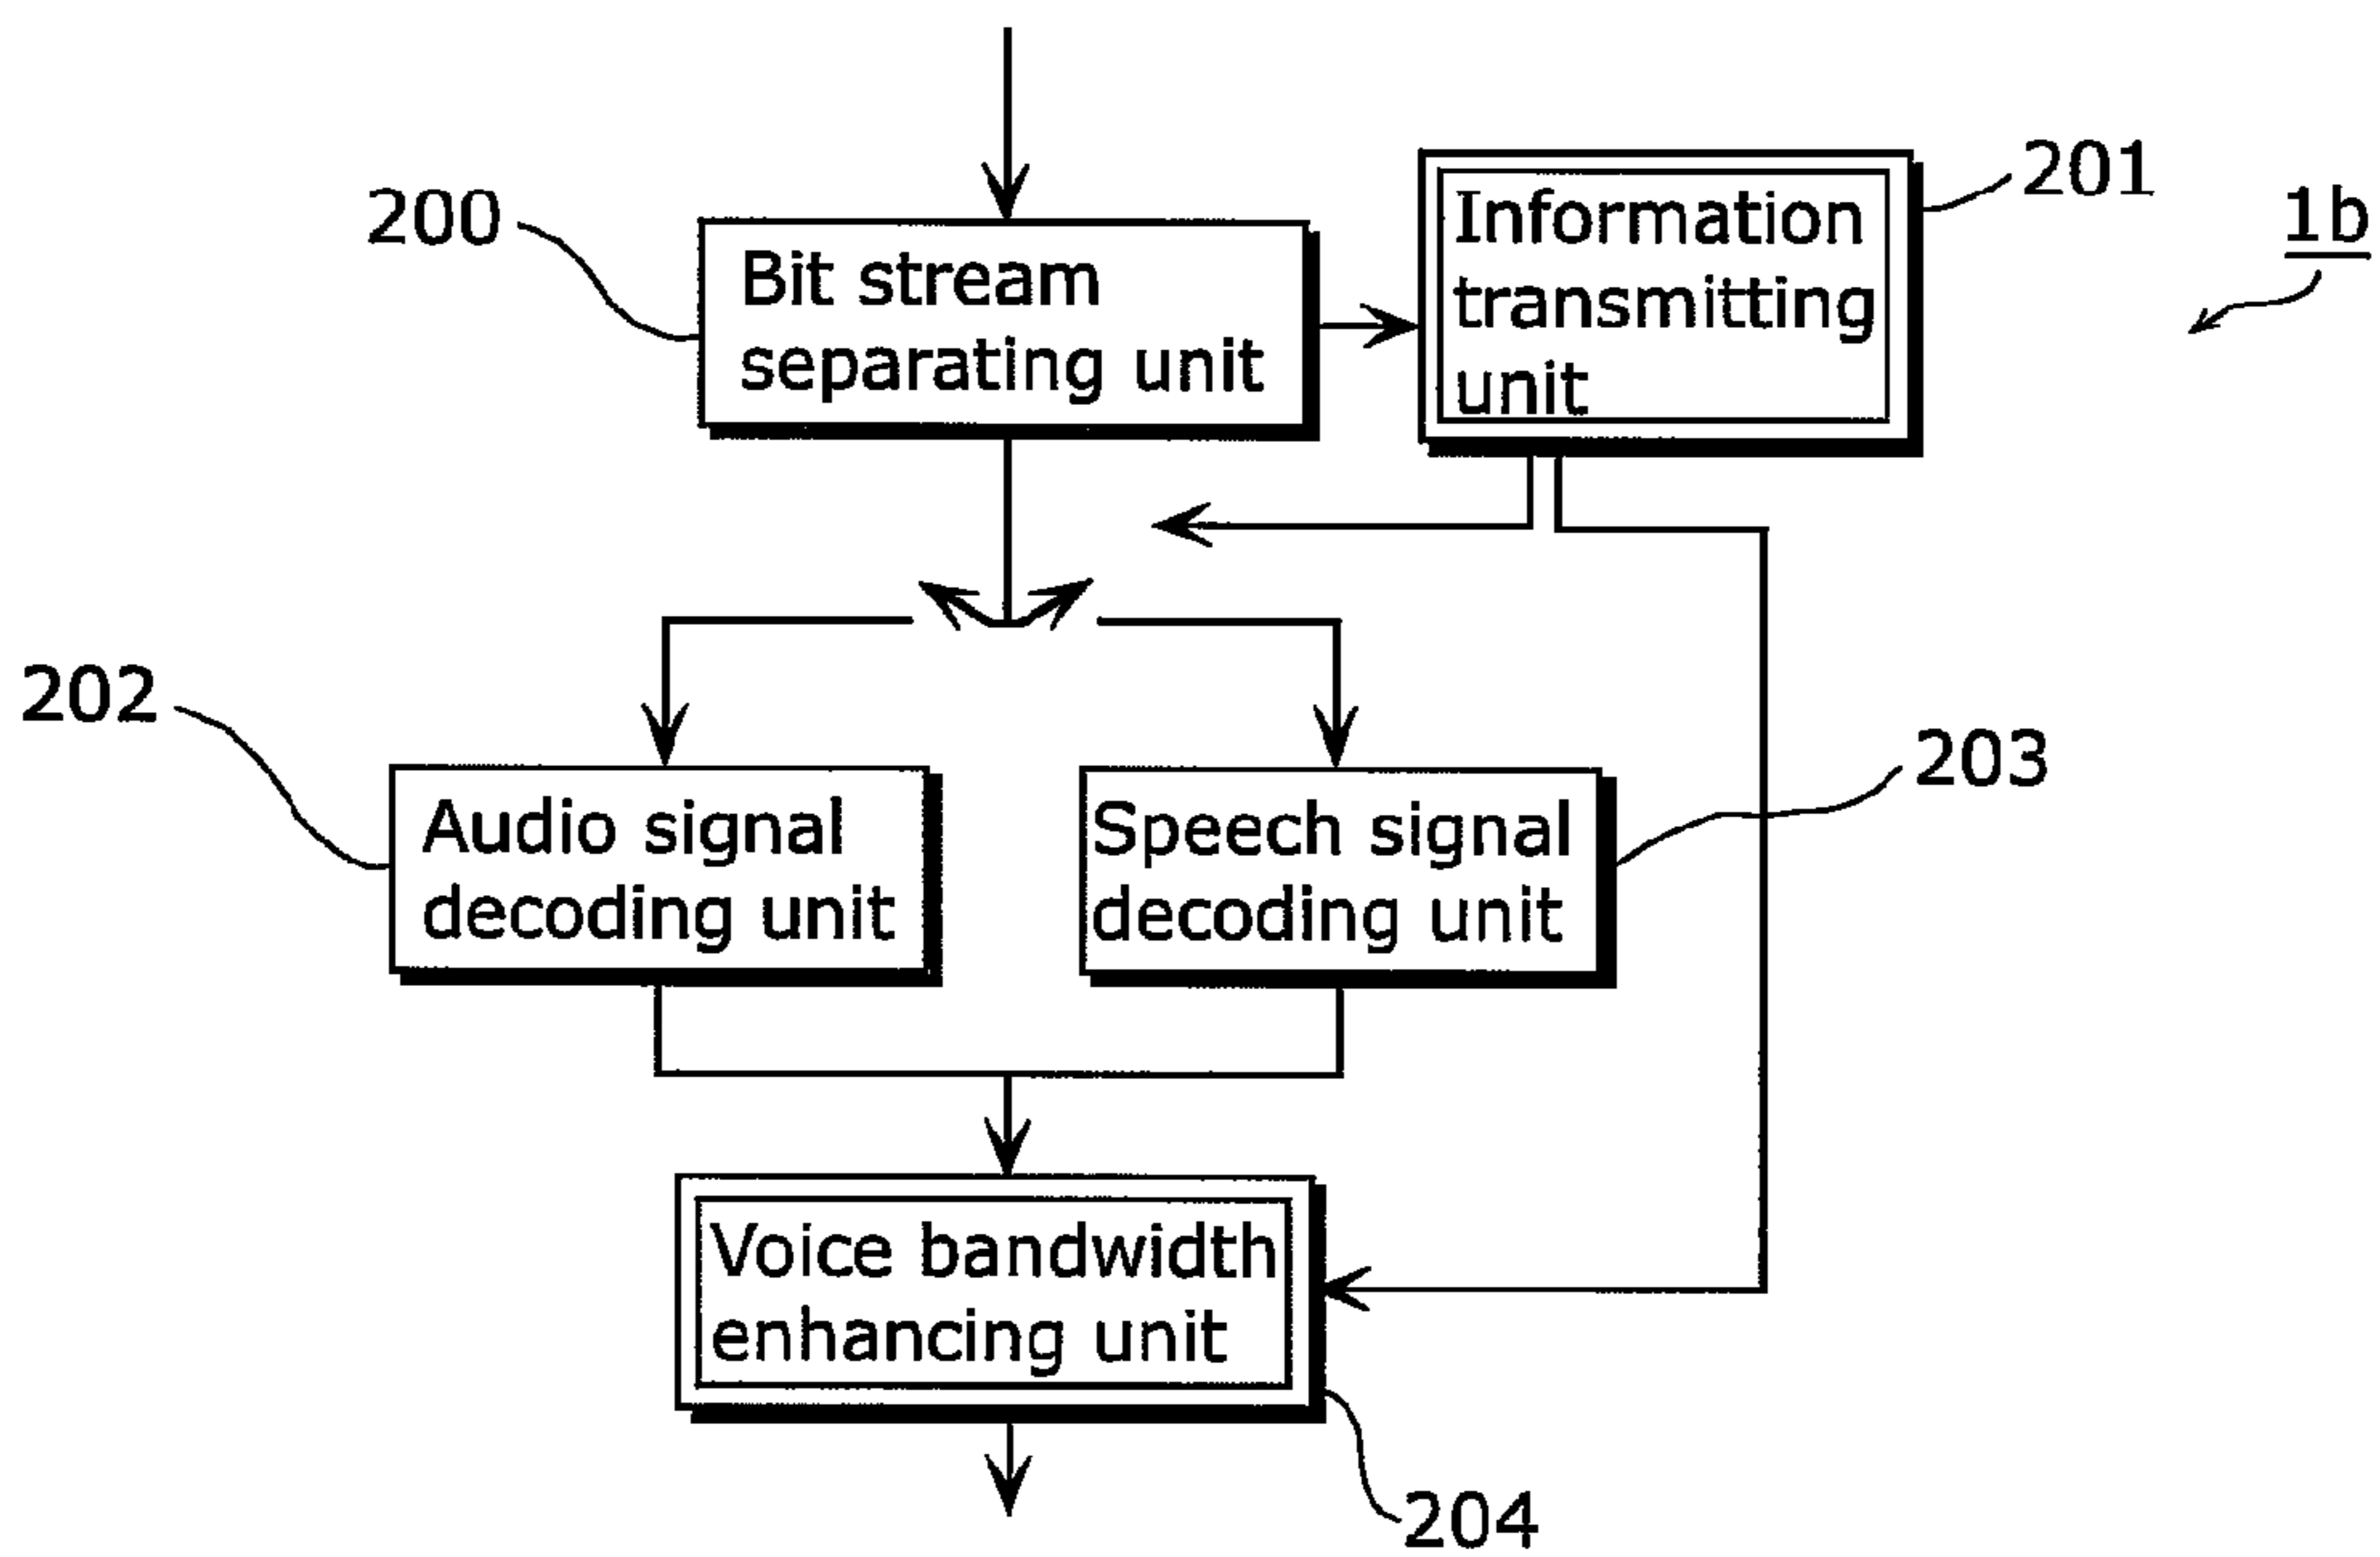 200
Bit stream
separating unit
Information
transmitting
unit
201
1b
202
Audio signal
decoding unit
Speech signal
decoding unit
203
Voice bandwidth
enhancing unit
204